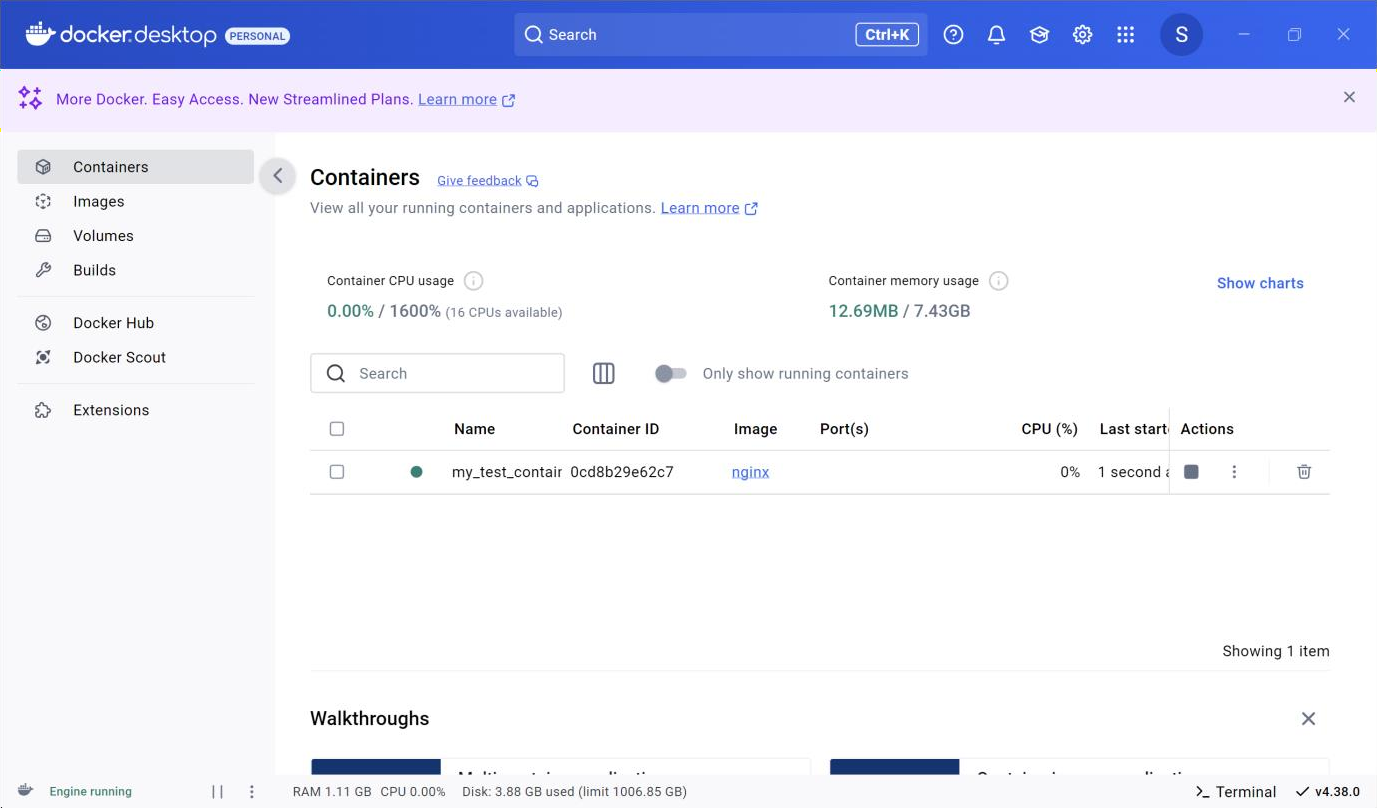 docker.desktop PERSONAL Search Ctrl+K S
More Docker. Easy Access. New Streamlined Plans. Learn more
Containers
Images
Volumes
Builds
Docker Hub
Docker Scout
Extensions
Containers Give feedback
View all your running containers and applications. Learn more
Container CPU usage
0.00% / 1600% (16 CPUs available)
Container memory usage
12.69MB / 7.43GB
Show charts
Search
Only show running containers
Name Container ID Image Port(s) CPU (%) Last start Actions
my_test_contair 0cd8b29e62c7 nginx 0% 1 second a
Showing 1 item
Walkthroughs
Engine running RAM 1.11 GB CPU 0.00% Disk: 3.88 GB used (limit 1006.85 GB) Terminal v4.38.0